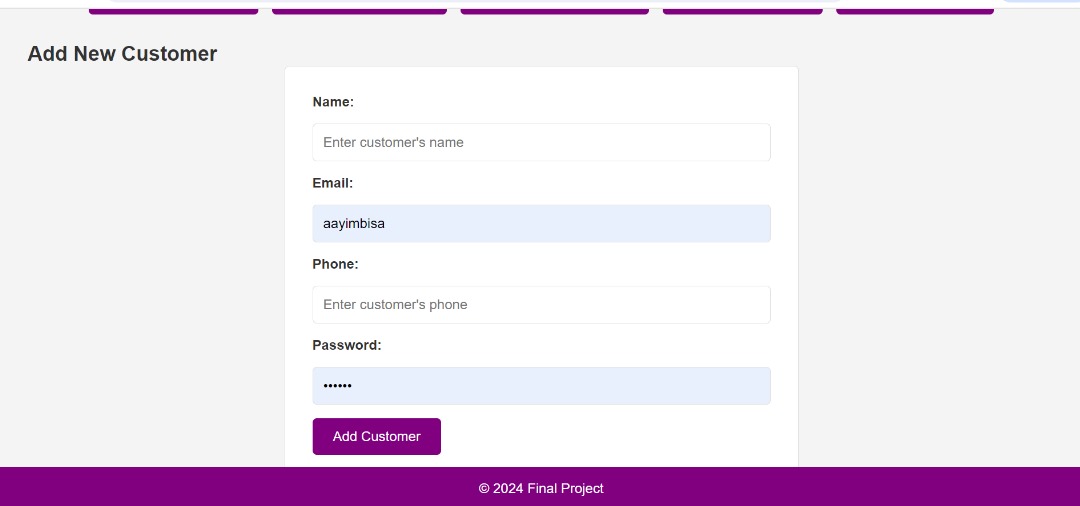 Add New Customer
Name:
Enter customer's name
Email:
aayimbisa
Phone:
Enter customer's phone
Password:
••••••
Add Customer
© 2024 Final Project